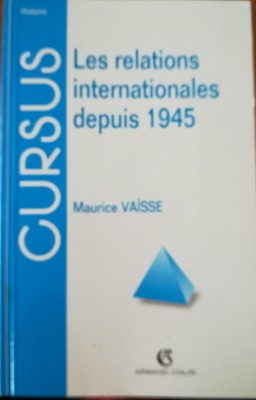 Histoire
CURSUS
Les relations
internationales
depuis 1945
Maurice VAÏSSE
ARMAND COLIN